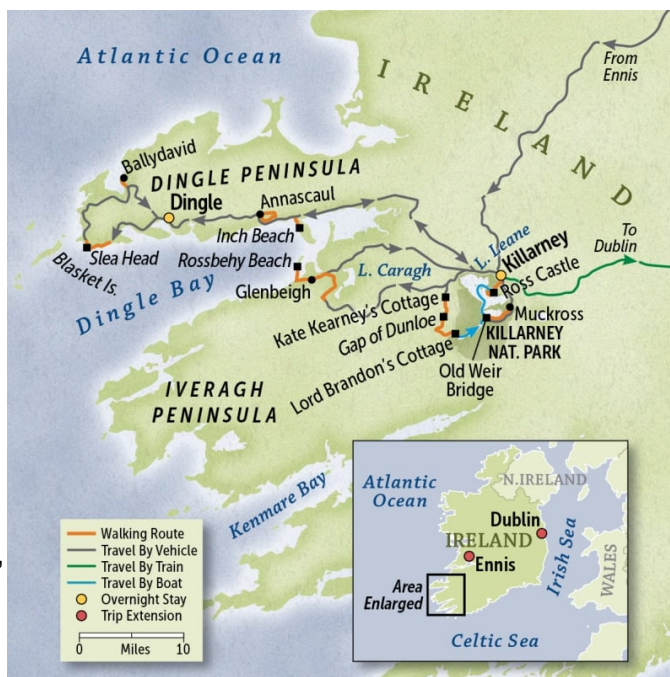 Atlantic Ocean
IRELAND
From
Ennis
Ballydavid
DINGLE PENINSULA
Dingle
Annascaul
Inch Beach
Slea Head
Blasket Is.
Rossbehy Beach
L. Caragh
L. Leane
Killarney
To
Dublin
Ross Castle
Glenbeigh
Dingle Bay
Kate Kearney's Cottage
Gap of Dunloe
Muckross
KILLARNEY
NAT. PARK
Lord Brandon's Cottage
Old Weir
Bridge
IVERAGH
PENINSULA
Kenmare Bay
Walking Route
Travel By Vehicle
Travel By Train
Travel By Boat
Overnight Stay
Trip Extension
0 Miles 10
Atlantic
Ocean
N.IRELAND
Dublin
IRELAND
Ennis
Irish Sea
WALES
Area
Enlarged
Celtic Sea